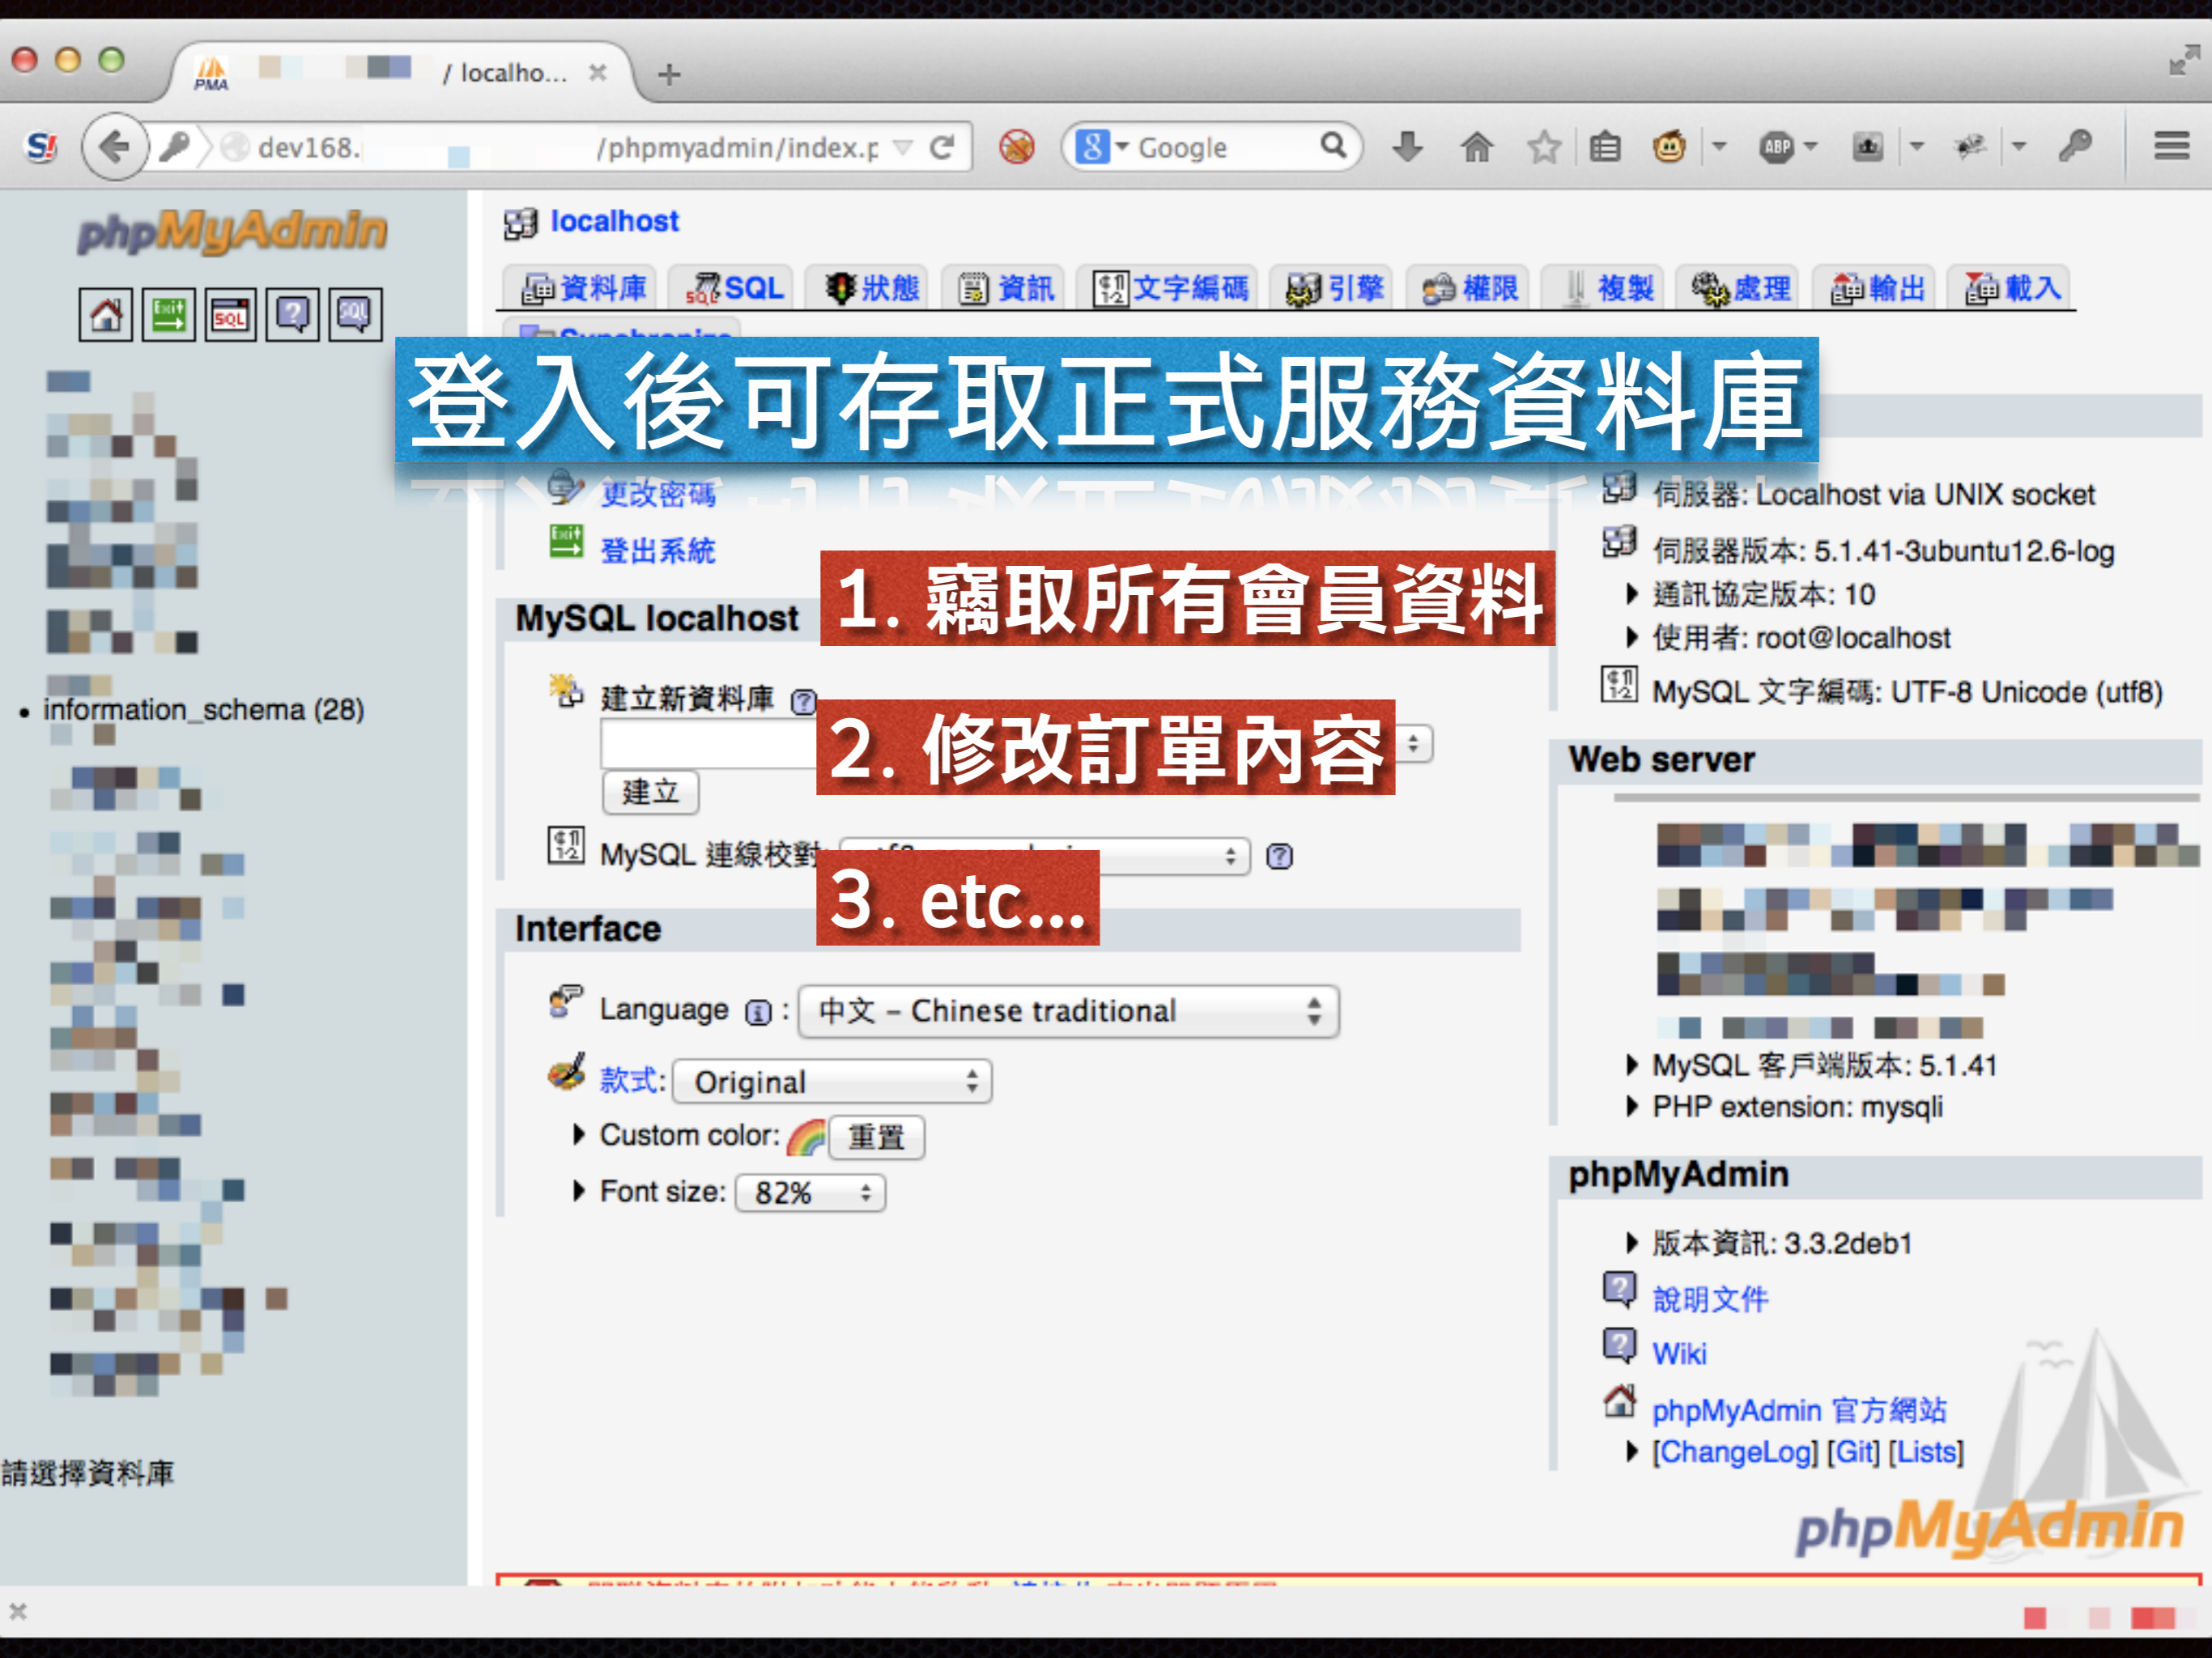 PMA / localho...
dev168. /phpmyadmin/index.p
Google
ABP
phpMyAdmin
localhost
資料庫 SQL 狀態 資訊 文字編碼 引擎 權限 複製 處理 輸出 載入
Synchronize
登入後可存取正式服務資料庫
更改密碼
登出系統
1. 竊取所有會員資料
MySQL localhost
建立新資料庫
2. 修改訂單內容
建立
MySQL 連線校對:
3. etc...
Interface
Language : 中文 – Chinese traditional
款式: Original
Custom color: 重置
Font size: 82%
伺服器: Localhost via UNIX socket
伺服器版本: 5.1.41-3ubuntu12.6-log
通訊協定版本: 10
使用者: root@localhost
MySQL 文字編碼: UTF-8 Unicode (utf8)
Web server
MySQL 客戶端版本: 5.1.41
PHP extension: mysqli
phpMyAdmin
版本資訊: 3.3.2deb1
說明文件
Wiki
phpMyAdmin 官方網站
[ChangeLog] [Git] [Lists]
phpMyAdmin
information_schema (28)
請選擇資料庫